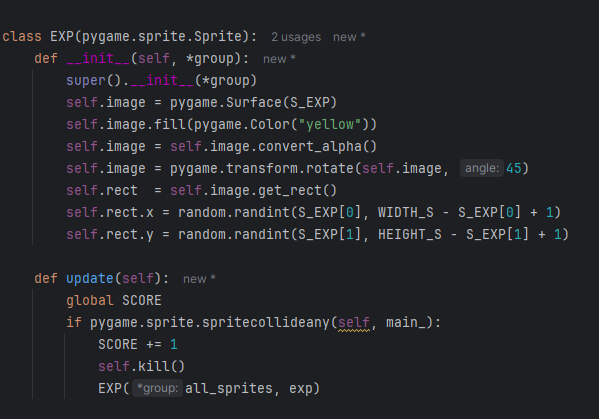 class EXP(pygame.sprite.Sprite): 2 usages new *
def __init__(self, *group): new *
super().__init__(*group)
self.image = pygame.Surface(S_EXP)
self.image.fill(pygame.Color("yellow"))
self.image = self.image.convert_alpha()
self.image = pygame.transform.rotate(self.image, angle: 45)
self.rect  = self.image.get_rect()
self.rect.x = random.randint(S_EXP[0], WIDTH_S - S_EXP[0] + 1)
self.rect.y = random.randint(S_EXP[1], HEIGHT_S - S_EXP[1] + 1)
def update(self): new *
global SCORE
if pygame.sprite.spritecollideany(self, main_):
SCORE += 1
self.kill()
EXP( *group: all_sprites, exp)